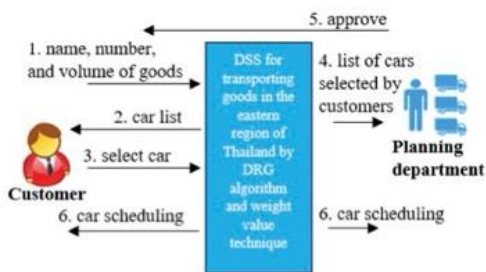 5. approve
1. name, number,
and volume of goods
2. car list
3. select car
Customer
6. car scheduling
DSS for
transporting
goods in the
eastern
region of
Thailand by
DRG
algorithm
and weight
value
technique
4. list of cars
selected by
customers
Planning
department
6. car scheduling